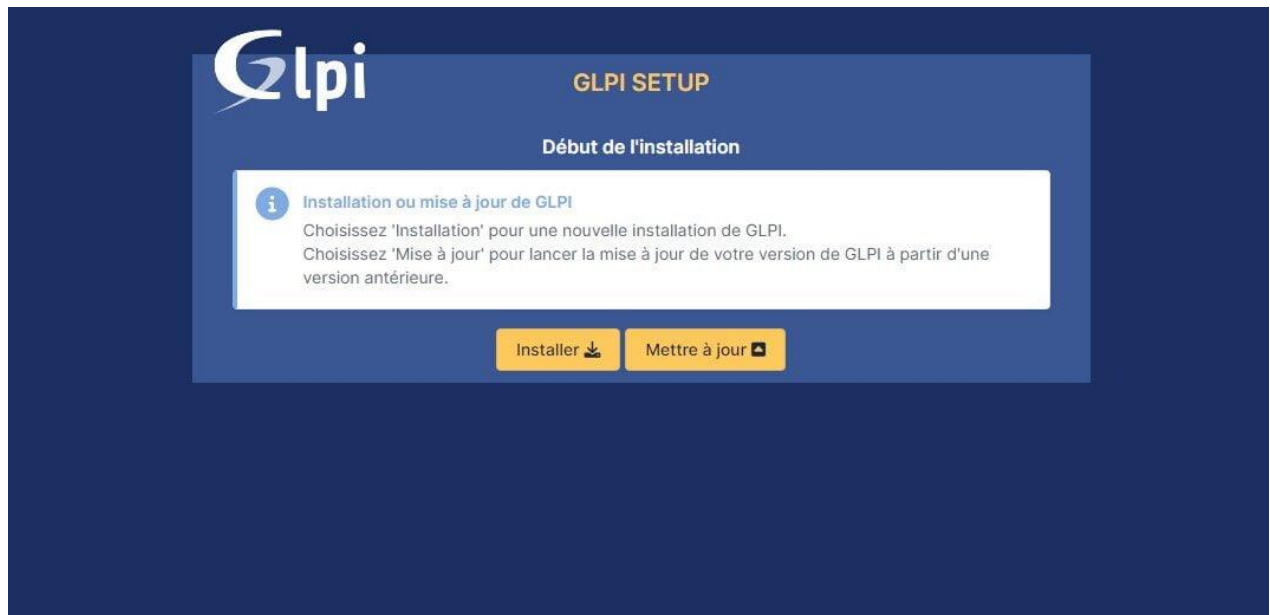 Glpi
GLPI SETUP
Début de l'installation
Installation ou mise à jour de GLPI
Choisissez 'Installation' pour une nouvelle installation de GLPI.
Choisissez 'Mise à jour' pour lancer la mise à jour de votre version de GLPI à partir d'une
version antérieure.
Installer
Mettre à jour